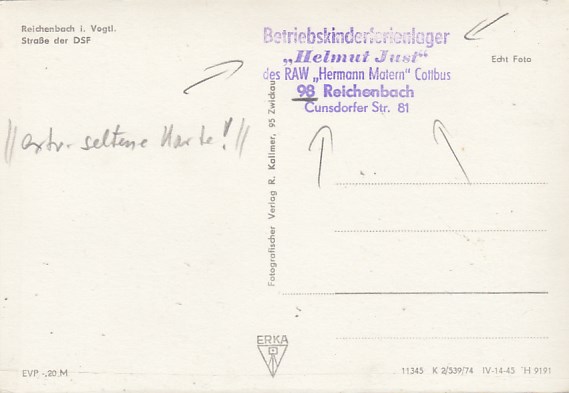 Reichenbach i. Vogtl.
Straße der DSF
Betriebskinderferienlager
„Helmut Just"
des RAW „Hermann Matern" Cottbus
98 Reichenbach
Cunsdorfer Str. 81
Echt Foto
//extr. seltene Karte!//
Fotografischer Verlag R. Kallmer, 95 Zwickau
ERKA
EVP -,20 M
11345 K 2/539/74 IV-14-45 H 9191